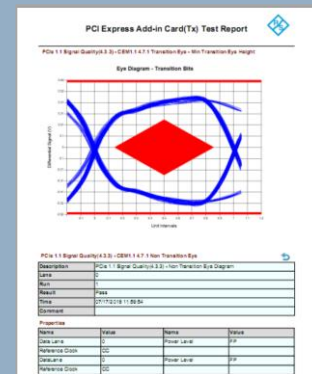 PCI Express Add-in Card(Tx) Test Report
PCIe 1.1 Signal Quality(4.3.3) - CEM1.1 4.7.1 Transition Eye - Min Transition Eye Height
Eye Diagram - Transition Bits
Differential Signal (V)
Unit Intervals
PCIe 1.1 Signal Quality(4.3.3) - CEM1.1 4.7.1 Non Transition Eye
Description PCIe 1.1 Signal Quality(4.3.3) - Non Transition Eye Diagram
Lane 0
Run 1
Result Pass
Time 07/17/2018 11:59:54
Comment
Properties
Name Value Name Value
Data Lane 0 Power Level FP
Reference Clock CC
DataLane 0 Power Level FP
Reference Clock CC